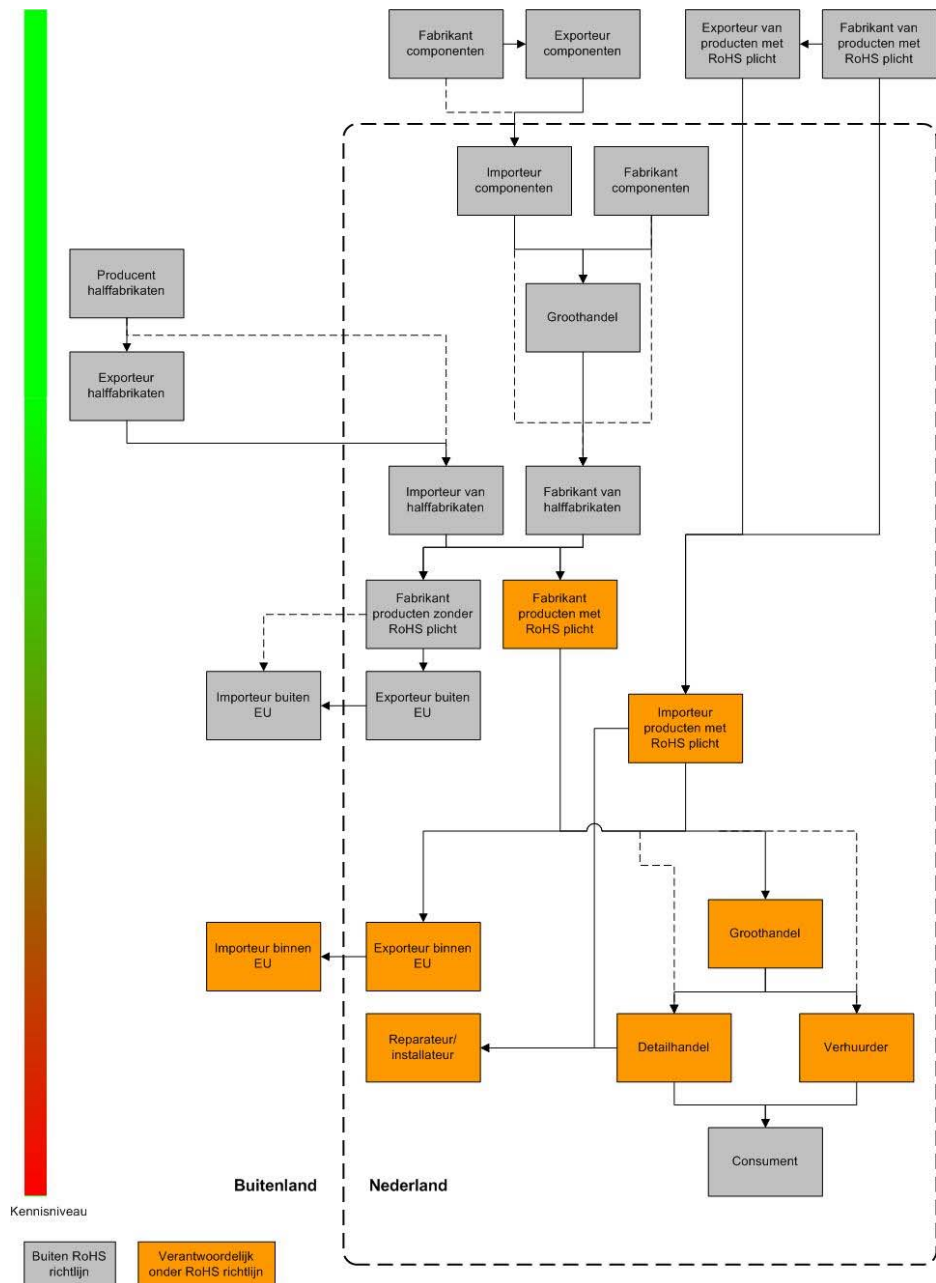 Fabrikant
componenten
Exporteur
componenten
Exporteur van
producten met
RoHS plicht
Fabrikant van
producten met
RoHS plicht
Importeur
componenten
Fabrikant
componenten
Producent
halffabrikaten
Groothandel
Exporteur
halffabrikaten
Importeur van
halffabrikaten
Fabrikant van
halffabrikaten
Fabrikant
producten zonder
RoHS plicht
Fabrikant
producten met
RoHS plicht
Importeur buiten
EU
Exporteur buiten
EU
Importeur
producten met
RoHS plicht
Groothandel
Importeur binnen
EU
Exporteur binnen
EU
Reparateur/
installateur
Detailhandel
Verhuurder
Consument
Buitenland
Nederland
Kennisniveau
Buiten RoHS
richtlijn
Verantwoordelijk
onder RoHS richtlijn